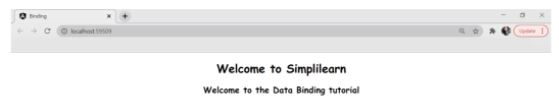 Binding
localhost:59509
Update
Welcome to Simplilearn
Welcome to the Data Binding tutorial